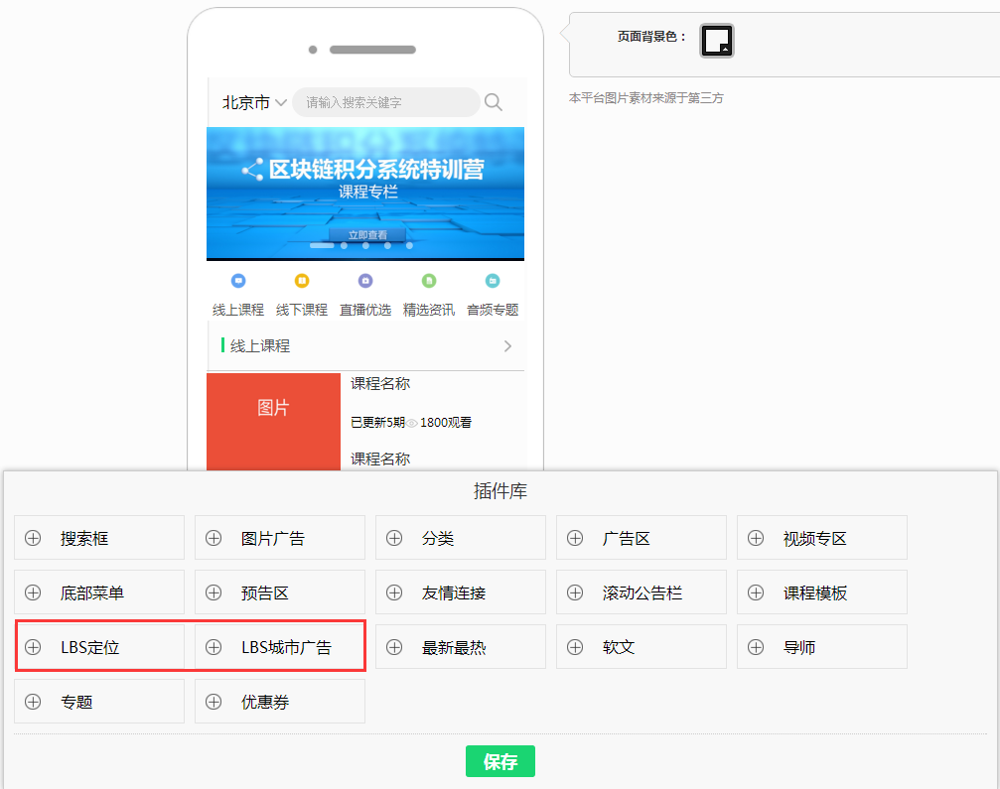 页面背景色：
本平台图片素材来源于第三方
北京市
请输入搜索关键字
区块链积分系统特训营
课程专栏
立即查看
线上课程 线下课程 直播优选 精选资讯 音频专题
线上课程
图片
课程名称
已更新5期 1800观看
课程名称
插件库
搜索框 图片广告 分类 广告区 视频专区
底部菜单 预告区 友情连接 滚动公告栏 课程模板
LBS定位 LBS城市广告 最新最热 软文 导师
专题 优惠券
保存